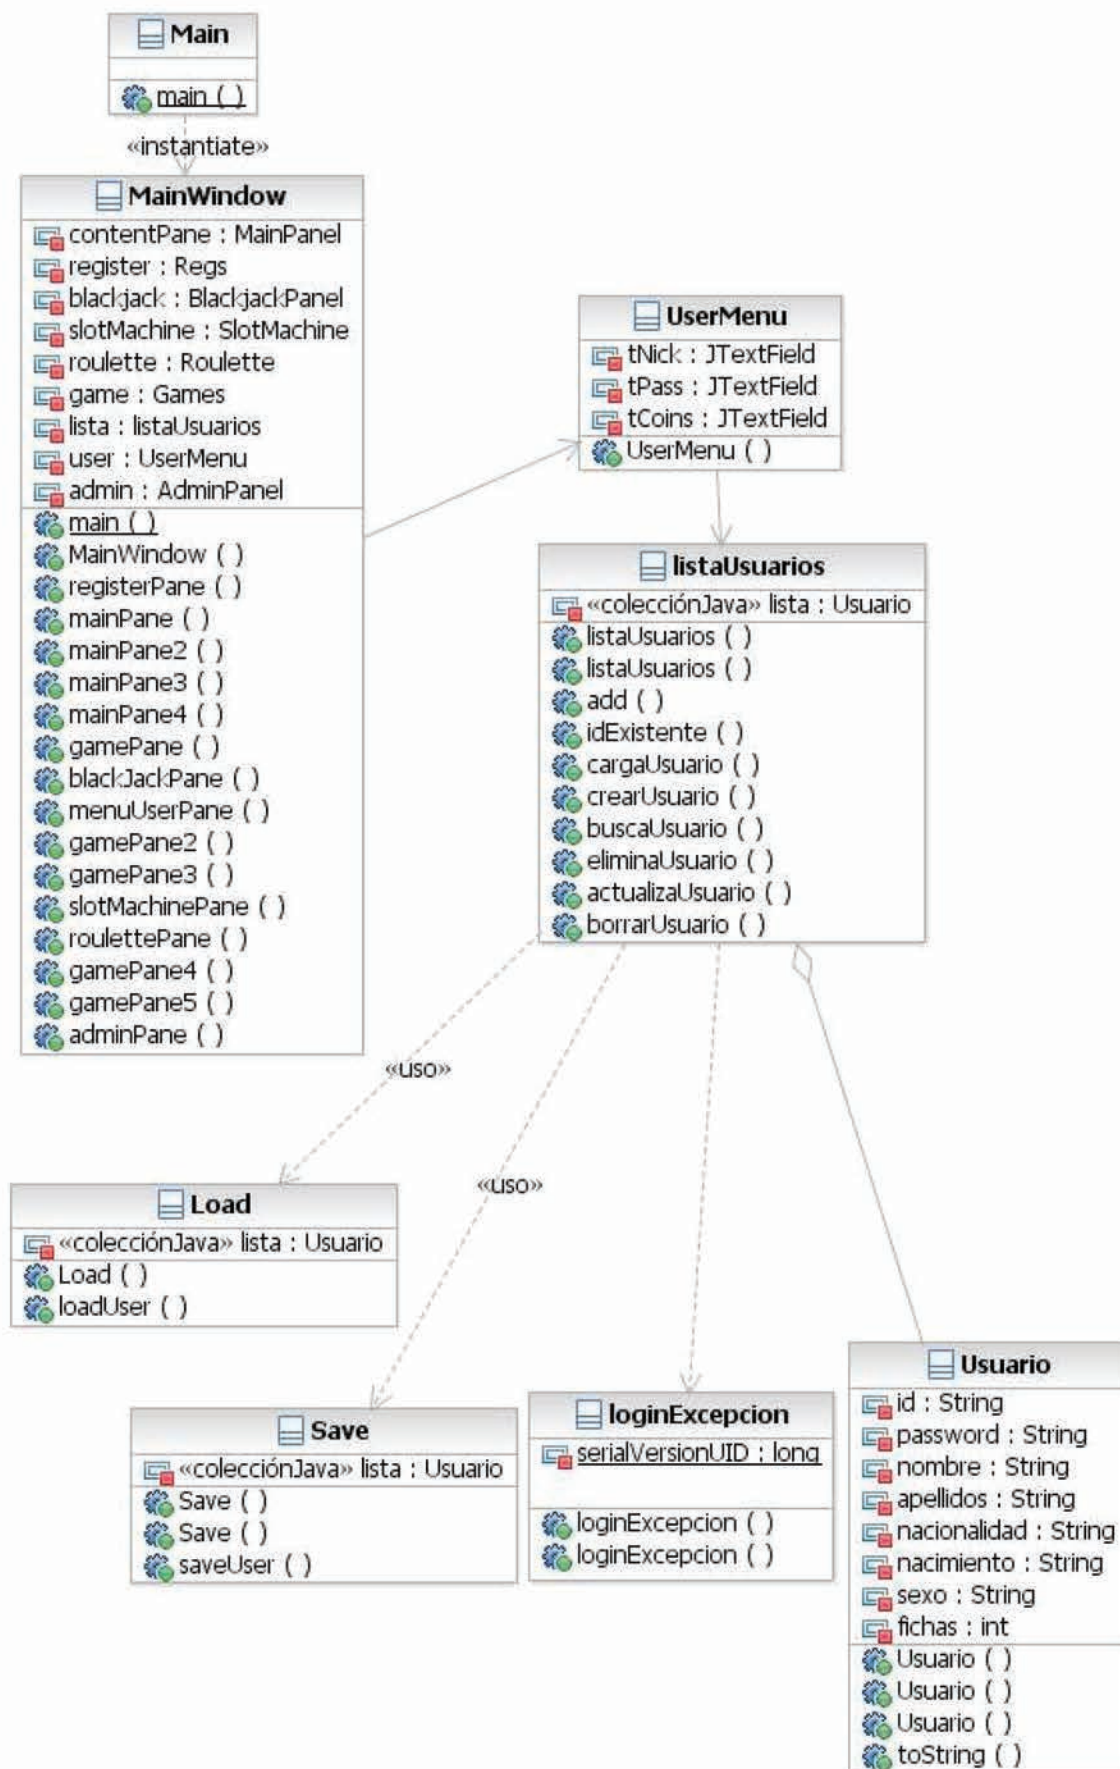 Main
main ( )
«instantiate»
MainWindow
contentPane : MainPanel
register : Regs
blackjack : BlackjackPanel
slotMachine : SlotMachine
roulette : Roulette
game : Games
lista : listaUsuarios
user : UserMenu
admin : AdminPanel
main ( )
MainWindow ( )
registerPane ( )
mainPane ( )
mainPane2 ( )
mainPane3 ( )
mainPane4 ( )
gamePane ( )
blackJackPane ( )
menuUserPane ( )
gamePane2 ( )
gamePane3 ( )
slotMachinePane ( )
roulettePane ( )
gamePane4 ( )
gamePane5 ( )
adminPane ( )
UserMenu
tNick : JTextField
tPass : JTextField
tCoins : JTextField
UserMenu ( )
listaUsuarios
«colecciónJava» lista : Usuario
listaUsuarios ( )
listaUsuarios ( )
add ( )
idExistente ( )
cargaUsuario ( )
crearUsuario ( )
buscaUsuario ( )
eliminaUsuario ( )
actualizaUsuario ( )
borrarUsuario ( )
«uso»
«uso»
Load
«colecciónJava» lista : Usuario
Load ( )
loadUser ( )
Save
«colecciónJava» lista : Usuario
Save ( )
Save ( )
saveUser ( )
loginExcepcion
serialVersionUID : long
loginExcepcion ( )
loginExcepcion ( )
Usuario
id : String
password : String
nombre : String
apellidos : String
nacionalidad : String
nacimiento : String
sexo : String
fichas : int
Usuario ( )
Usuario ( )
Usuario ( )
toString ( )